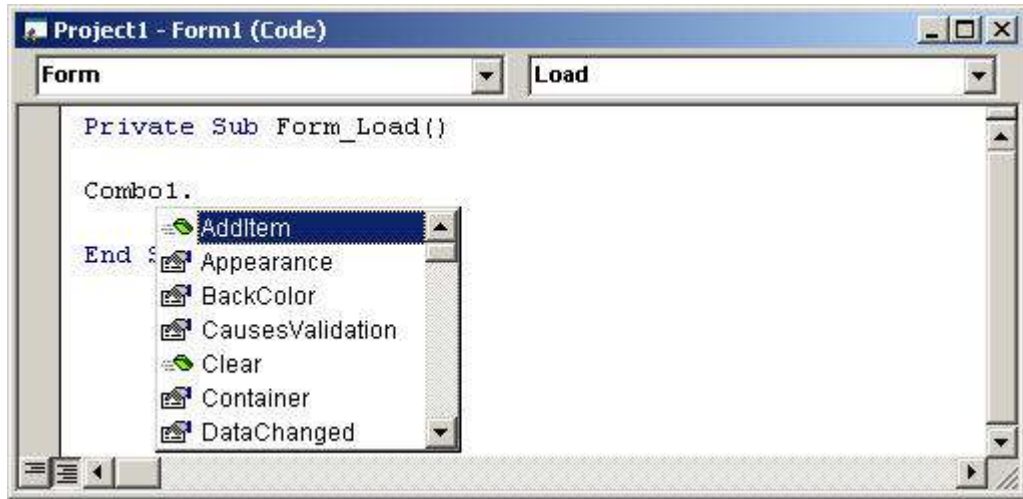 Project1 - Form1 (Code)
Form Load
Private Sub Form_Load()
Combo1.
AddItem
End S
Appearance
BackColor
CausesValidation
Clear
Container
DataChanged